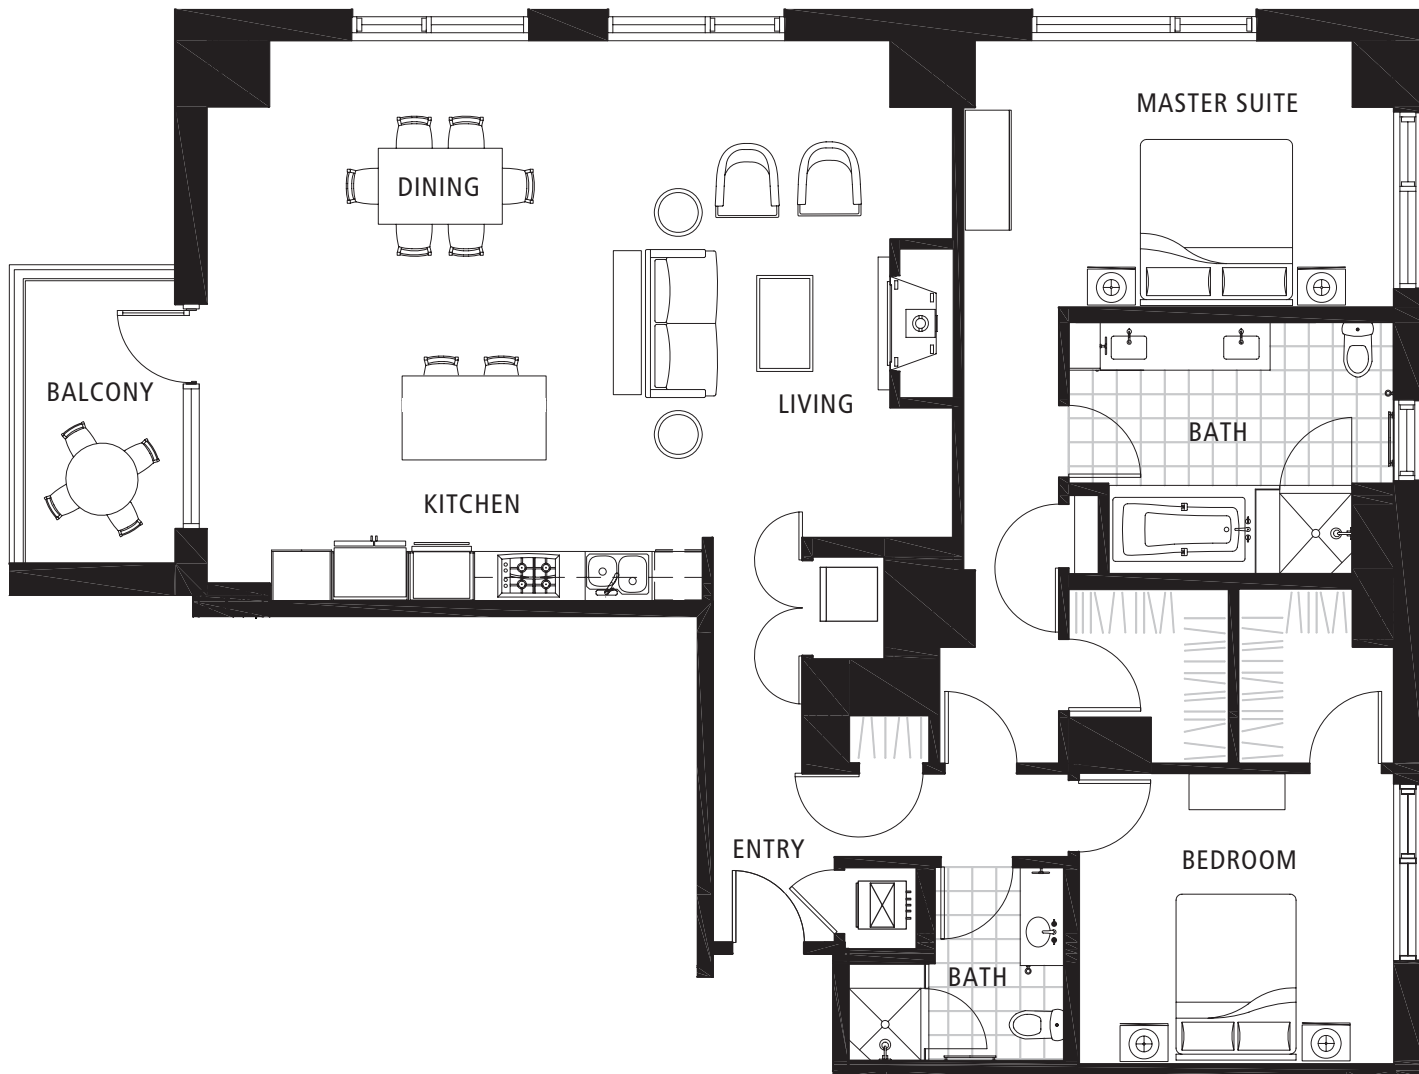 MASTER SUITE
DINING
BALCONY
LIVING
BATH
KITCHEN
ENTRY
BEDROOM
BATH